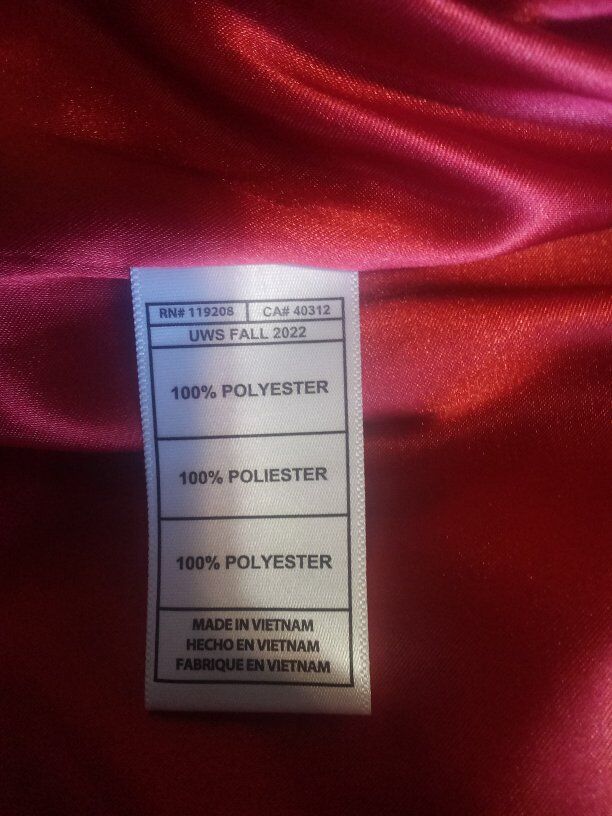 RN# 119208 CA# 40312
UWS FALL 2022
100% POLYESTER
100% POLIESTER
100% POLYESTER
MADE IN VIETNAM
HECHO EN VIETNAM
FABRIQUE EN VIETNAM